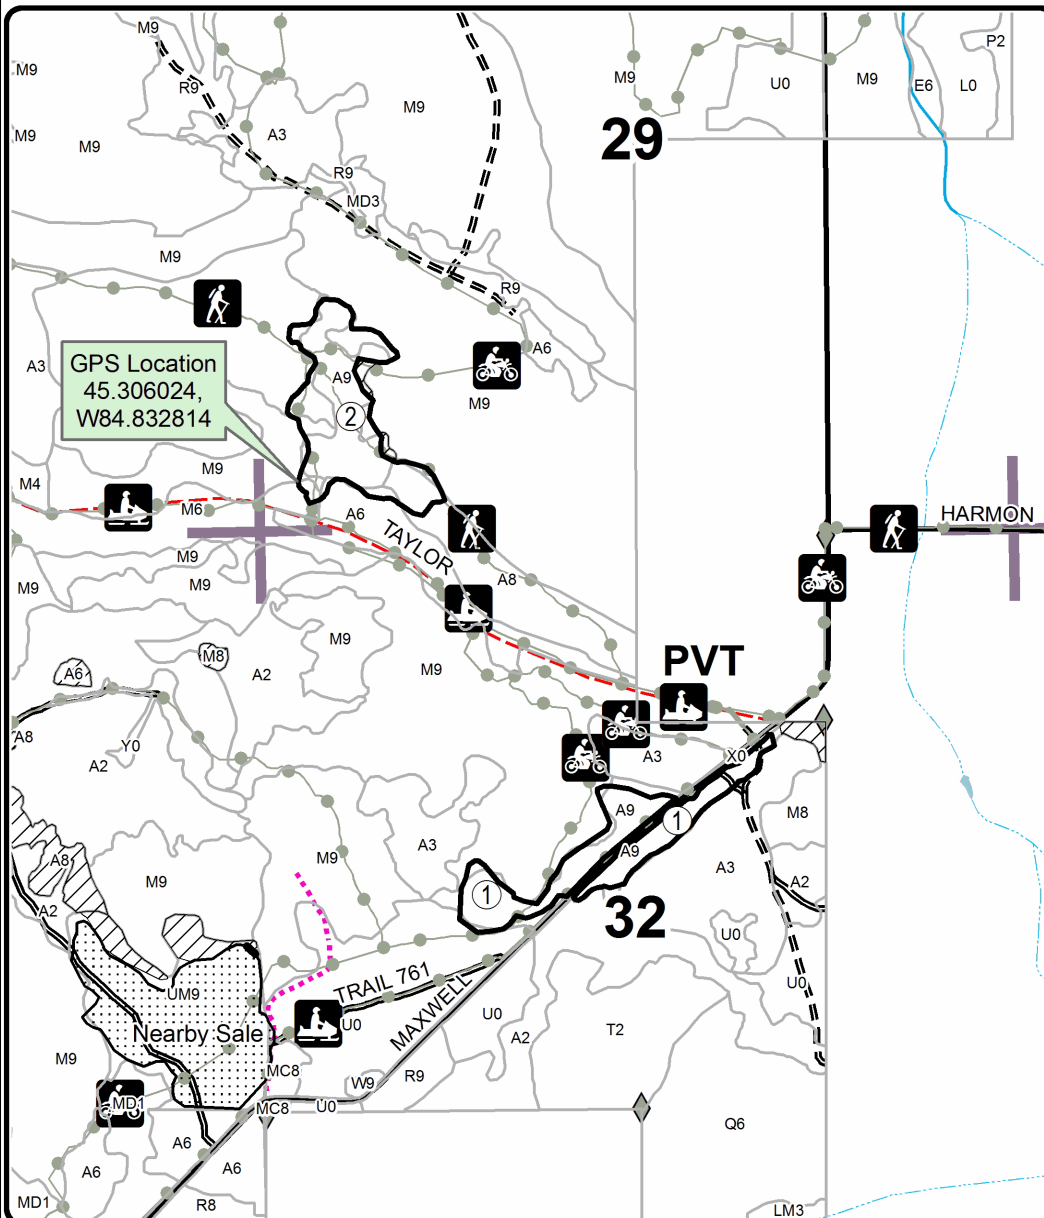 M9
P2
M9
M9
M9
U0
M9
E6
L0
R9
M9
M9
A3
29
M9
R9
MD3
M9
R9
A6
GPS Location
45.306024,
W84.832814
A3
A9
M9
2
M9
M4
M6
A6
HARMON
TAYLOR
M9
M9
M9
A8
M9
M8
A6
A2
M9
PVT
A8
Y0
A2
A3
X0
A9
1
M8
A3
A9
A8
M9
M9
A3
A2
A2
1
32
U0
UM9
TRAIL 761
U0
Nearby Sale
U0
MAXWELL
U0
A2
T2
M9
MC8
W9
R9
MD1
MC8
U0
Q6
A6
A6
A6
MD1
R8
LM3